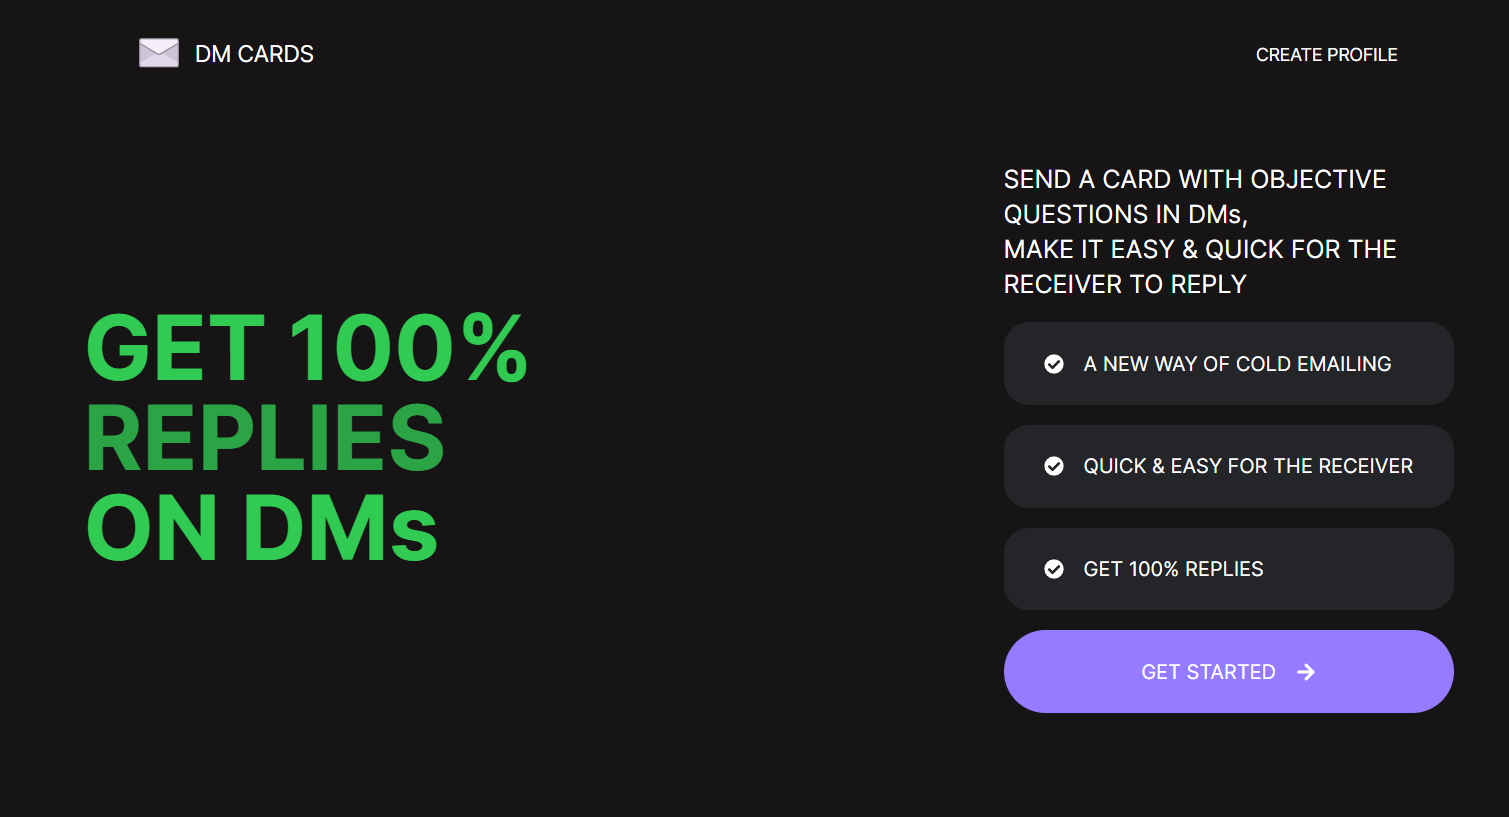 DM CARDS
CREATE PROFILE
GET 100%
REPLIES
ON DMs
SEND A CARD WITH OBJECTIVE
QUESTIONS IN DMs,
MAKE IT EASY & QUICK FOR THE
RECEIVER TO REPLY
A NEW WAY OF COLD EMAILING
QUICK & EASY FOR THE RECEIVER
GET 100% REPLIES
GET STARTED